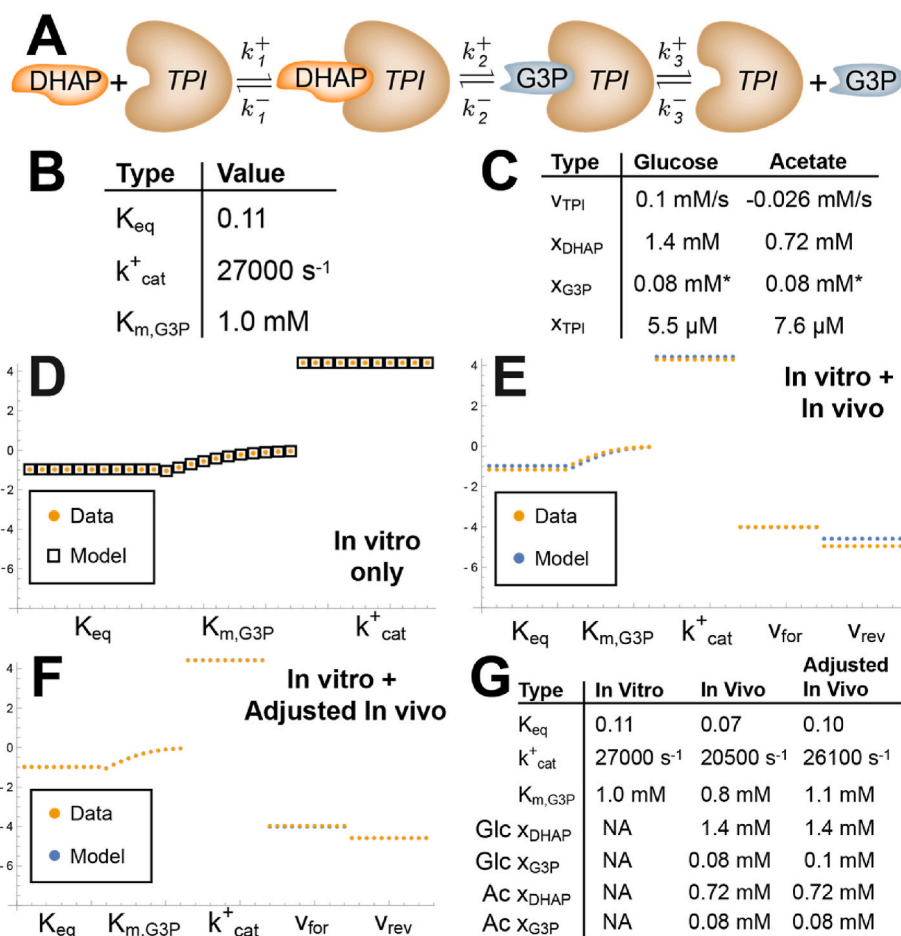 A
DHAP + TPI k₁⁺ k₁⁻ DHAP TPI k₂⁺ k₂⁻ G3P TPI k₃⁺ k₃⁻ TPI + G3P
B
Type Value
Keq 0.11
k⁺cat 27000 s⁻¹
Km,G3P 1.0 mM
C
Type Glucose Acetate
vTPI 0.1 mM/s -0.026 mM/s
xDHAP 1.4 mM 0.72 mM
xG3P 0.08 mM* 0.08 mM*
xTPI 5.5 µM 7.6 µM
D
4
2
0
-2
-4
-6
Data
Model
In vitro
only
Keq Km,G3P k⁺cat
E
4
2
0
-2
-4
-6
In vitro +
In vivo
Data
Model
Keq Km,G3P k⁺cat vfor vrev
F
4
2
0
-2
-4
-6
In vitro +
Adjusted In vivo
Data
Model
Keq Km,G3P k⁺cat vfor vrev
G
Adjusted
Type In Vitro In Vivo In Vivo
Keq 0.11 0.07 0.10
k⁺cat 27000 s⁻¹ 20500 s⁻¹ 26100 s⁻¹
Km,G3P 1.0 mM 0.8 mM 1.1 mM
Glc xDHAP NA 1.4 mM 1.4 mM
Glc xG3P NA 0.08 mM 0.1 mM
Ac xDHAP NA 0.72 mM 0.72 mM
Ac xG3P NA 0.08 mM 0.08 mM